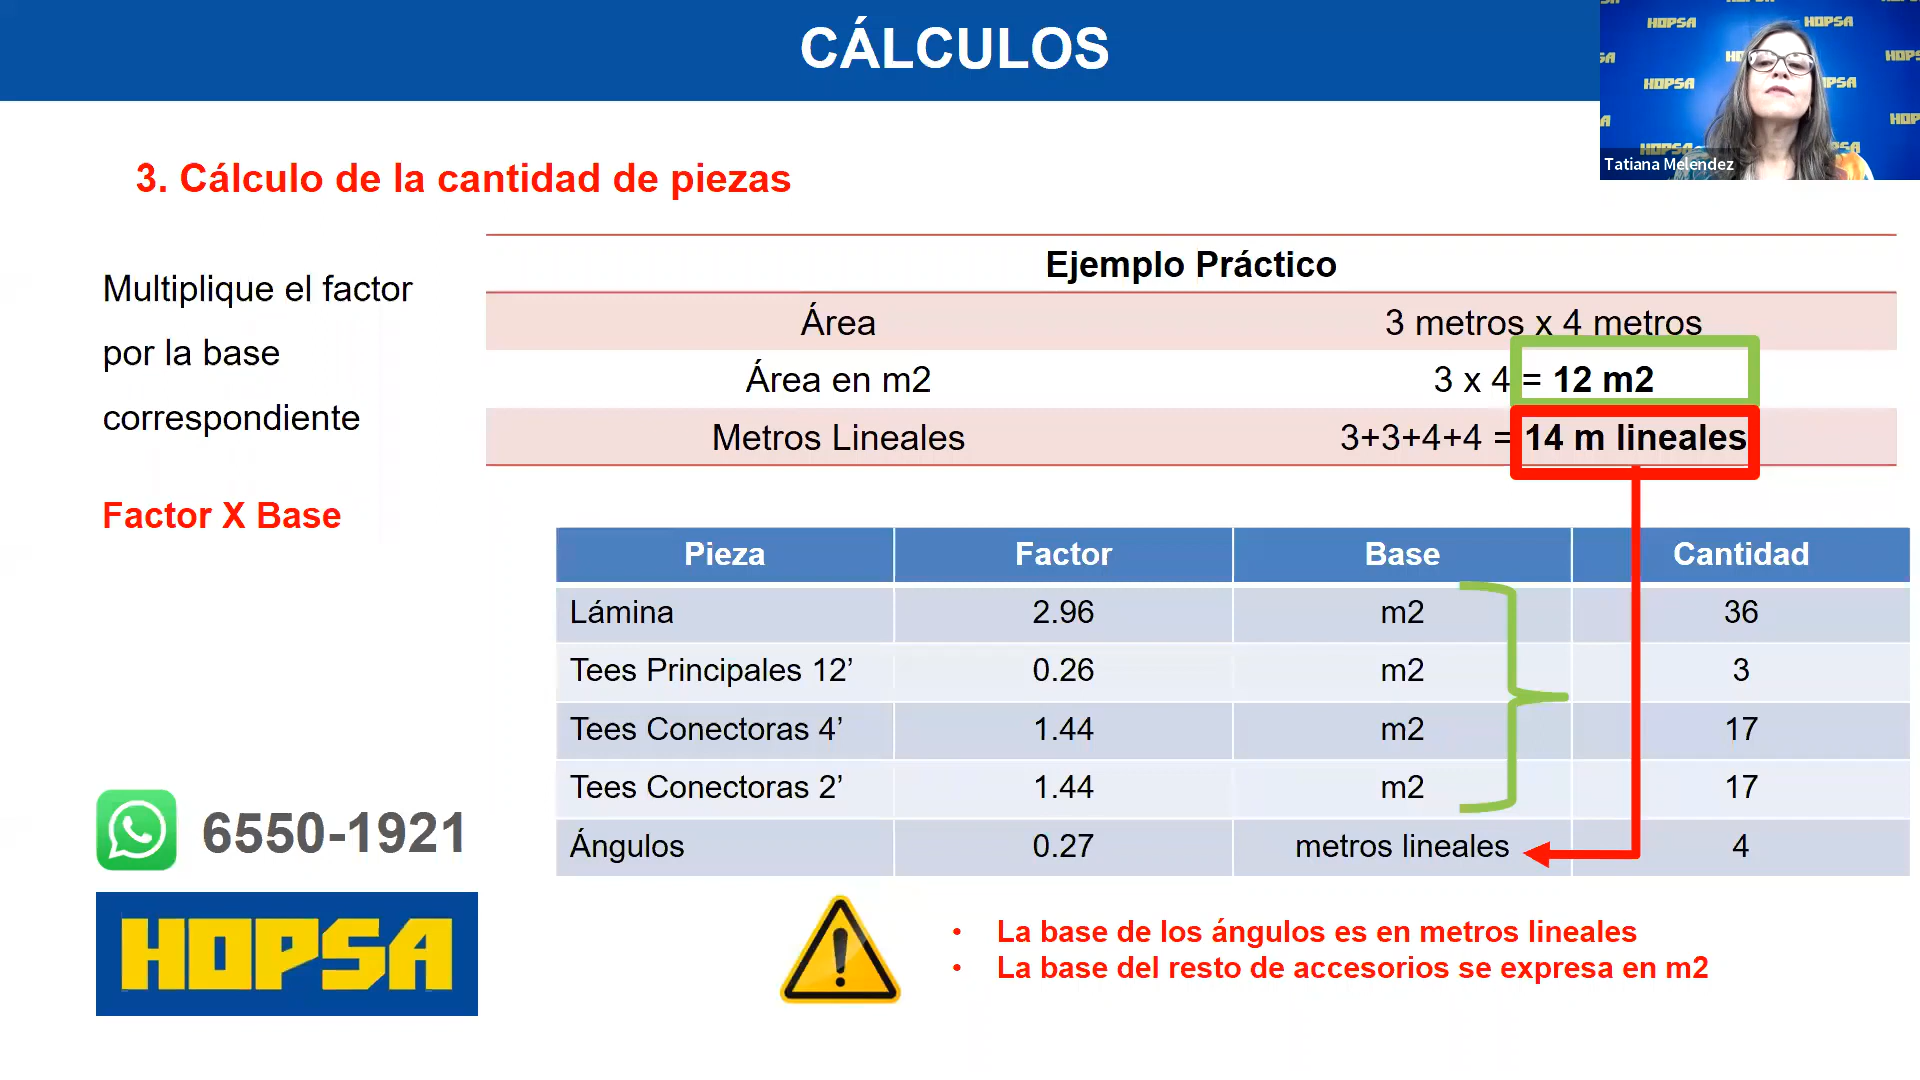 CÁLCULOS
HOPSA HOPSA
HOPSA
HOPSA
Tatiana Melendez
3. Cálculo de la cantidad de piezas
Multiplique el factor
por la base
correspondiente
Factor X Base
Ejemplo Práctico
Área 3 metros x 4 metros
Área en m2 3 x 4 = 12 m2
Metros Lineales 3+3+4+4 = 14 m lineales
Pieza Factor Base Cantidad
Lámina 2.96 m2 36
Tees Principales 12’ 0.26 m2 3
Tees Conectoras 4’ 1.44 m2 17
Tees Conectoras 2’ 1.44 m2 17
Ángulos 0.27 metros lineales 4
6550-1921
HOPSA
• La base de los ángulos es en metros lineales
• La base del resto de accesorios se expresa en m2